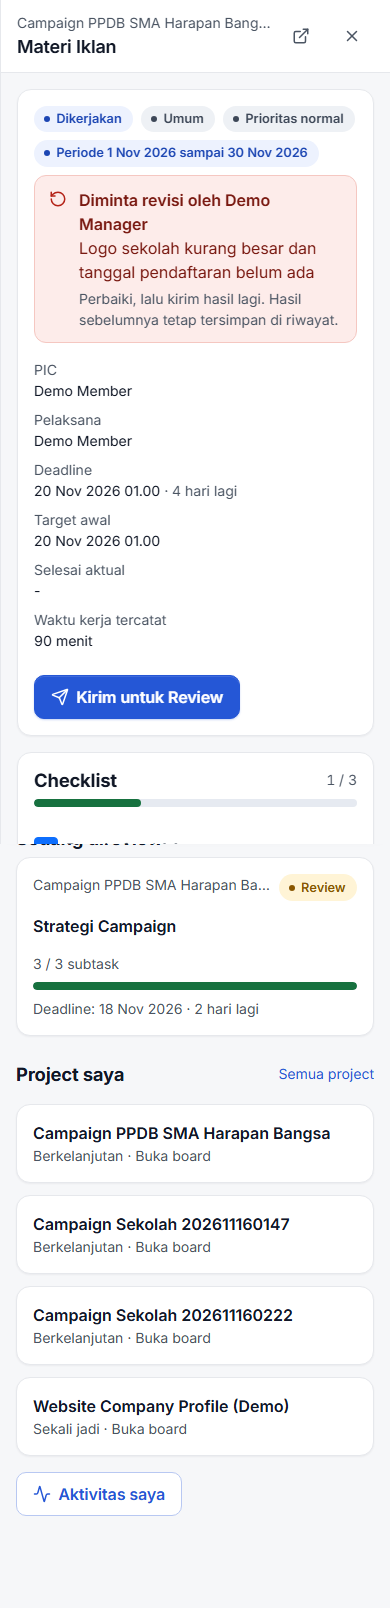 Campaign PPDB SMA Harapan Bang...
Materi Iklan
Dikerjakan
Umum
Prioritas normal
Periode 1 Nov 2026 sampai 30 Nov 2026
Diminta revisi oleh Demo
Manager
Logo sekolah kurang besar dan
tanggal pendaftaran belum ada
Perbaiki, lalu kirim hasil lagi. Hasil
sebelumnya tetap tersimpan di riwayat.
PIC
Demo Member
Pelaksana
Demo Member
Deadline
20 Nov 2026 01.00 · 4 hari lagi
Target awal
20 Nov 2026 01.00
Selesai aktual
-
Waktu kerja tercatat
90 menit
Kirim untuk Review
Checklist
1 / 3
Campaign PPDB SMA Harapan Ba...
Review
Strategi Campaign
3 / 3 subtask
Deadline: 18 Nov 2026 · 2 hari lagi
Project saya
Semua project
Campaign PPDB SMA Harapan Bangsa
Berkelanjutan · Buka board
Campaign Sekolah 202611160147
Berkelanjutan · Buka board
Campaign Sekolah 202611160222
Berkelanjutan · Buka board
Website Company Profile (Demo)
Sekali jadi · Buka board
Aktivitas saya